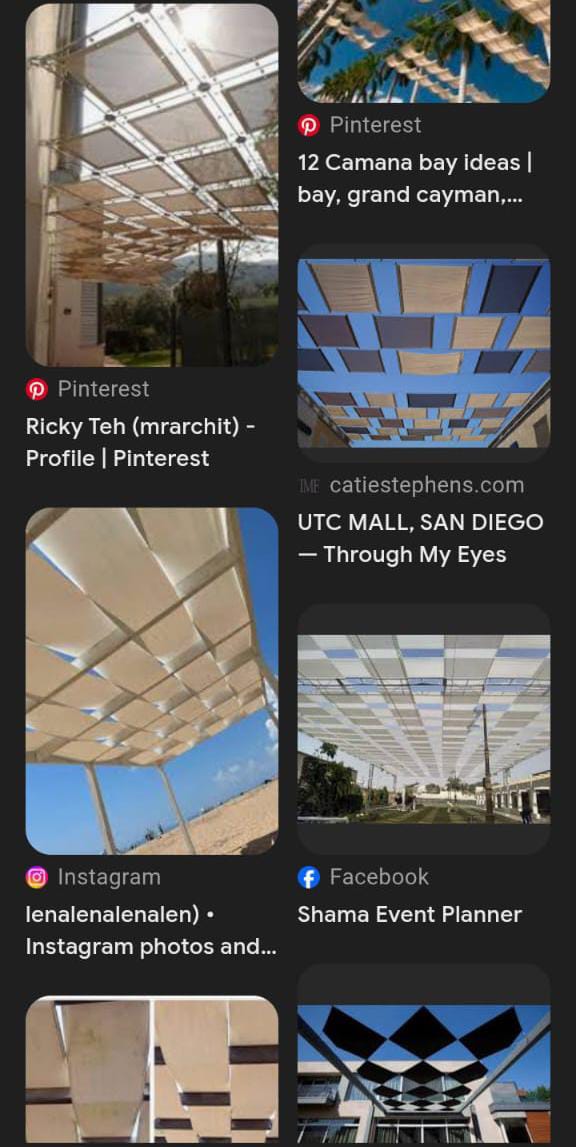 Pinterest
Ricky Teh (mrarchit) -
Profile | Pinterest
Instagram
lenalenalenalen) •
Instagram photos and...
Pinterest
12 Camana bay ideas |
bay, grand cayman,...
IME catiestephens.com
UTC MALL, SAN DIEGO
— Through My Eyes
Facebook
Shama Event Planner